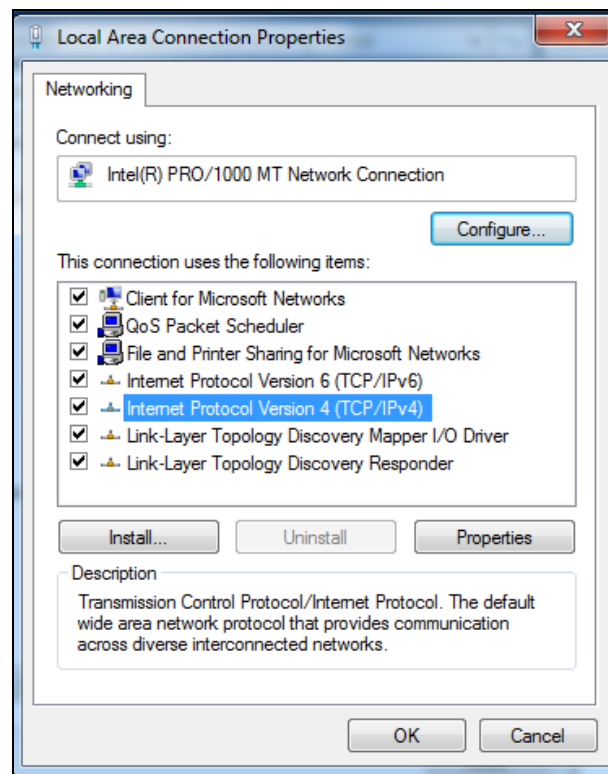 Local Area Connection Properties
Networking
Connect using:
Intel(R) PRO/1000 MT Network Connection
Configure...
This connection uses the following items:
Client for Microsoft Networks
QoS Packet Scheduler
File and Printer Sharing for Microsoft Networks
Internet Protocol Version 6 (TCP/IPv6)
Internet Protocol Version 4 (TCP/IPv4)
Link-Layer Topology Discovery Mapper I/O Driver
Link-Layer Topology Discovery Responder
Install... Uninstall Properties
Description
Transmission Control Protocol/Internet Protocol. The default
wide area network protocol that provides communication
across diverse interconnected networks.
OK Cancel